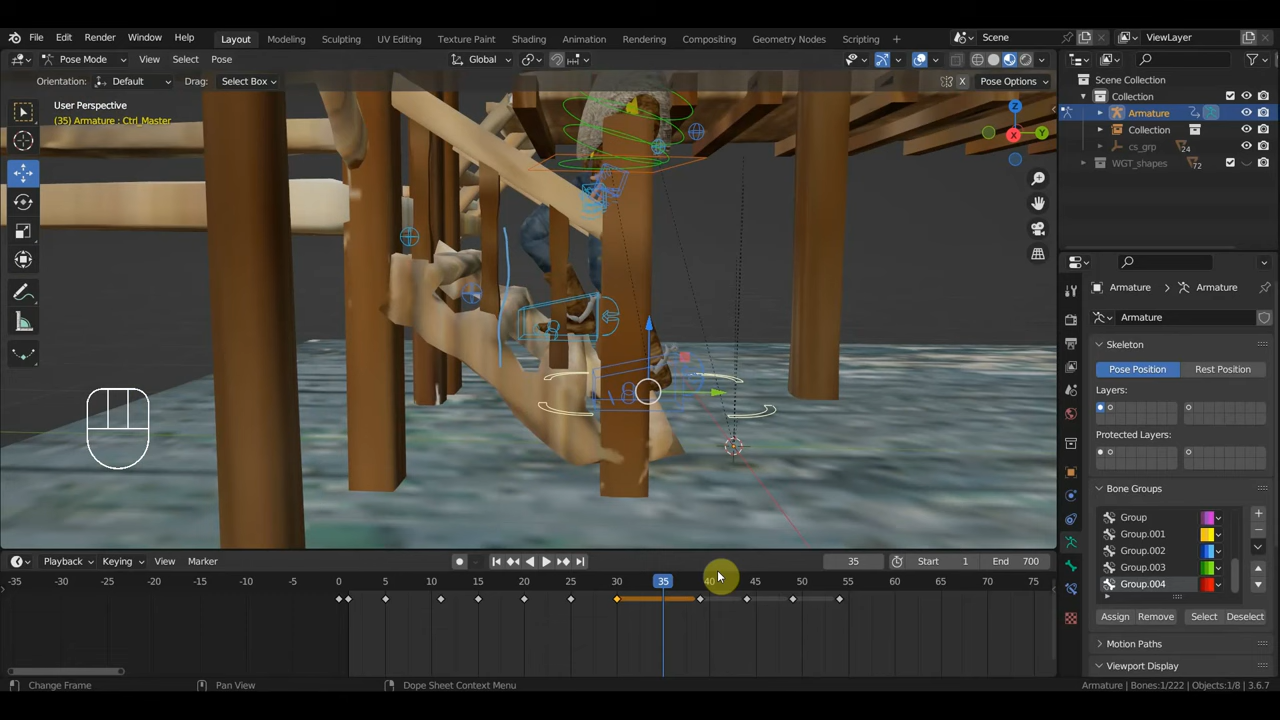 File Edit Render Window Help Layout Modeling Sculpting UV Editing Texture Paint Shading Animation Rendering Compositing Geometry Nodes Scripting + Scene ViewLayer
Pose Mode View Select Pose Global
Orientation: Default Drag: Select Box X Pose Options
User Perspective
(35) Armature : Ctrl_Master
Z
Y
X
Scene Collection
Collection
Armature
Collection
cs_grp 24
WGT_shapes 72
Armature Armature
Armature
Skeleton
Pose Position Rest Position
Layers:
Protected Layers:
Bone Groups
Group
Group.001
Group.002
Group.003
Group.004
Assign Remove Select Deselect
Motion Paths
Viewport Display
Playback Keying View Marker 35 Start 1 End 700
-35 -30 -25 -20 -15 -10 -5 0 5 10 15 20 25 30 35 40 45 50 55 60 65 70 75
Change Frame Pan View Dope Sheet Context Menu Armature | Bones:1/222 | Objects:1/8 | 3.6.7